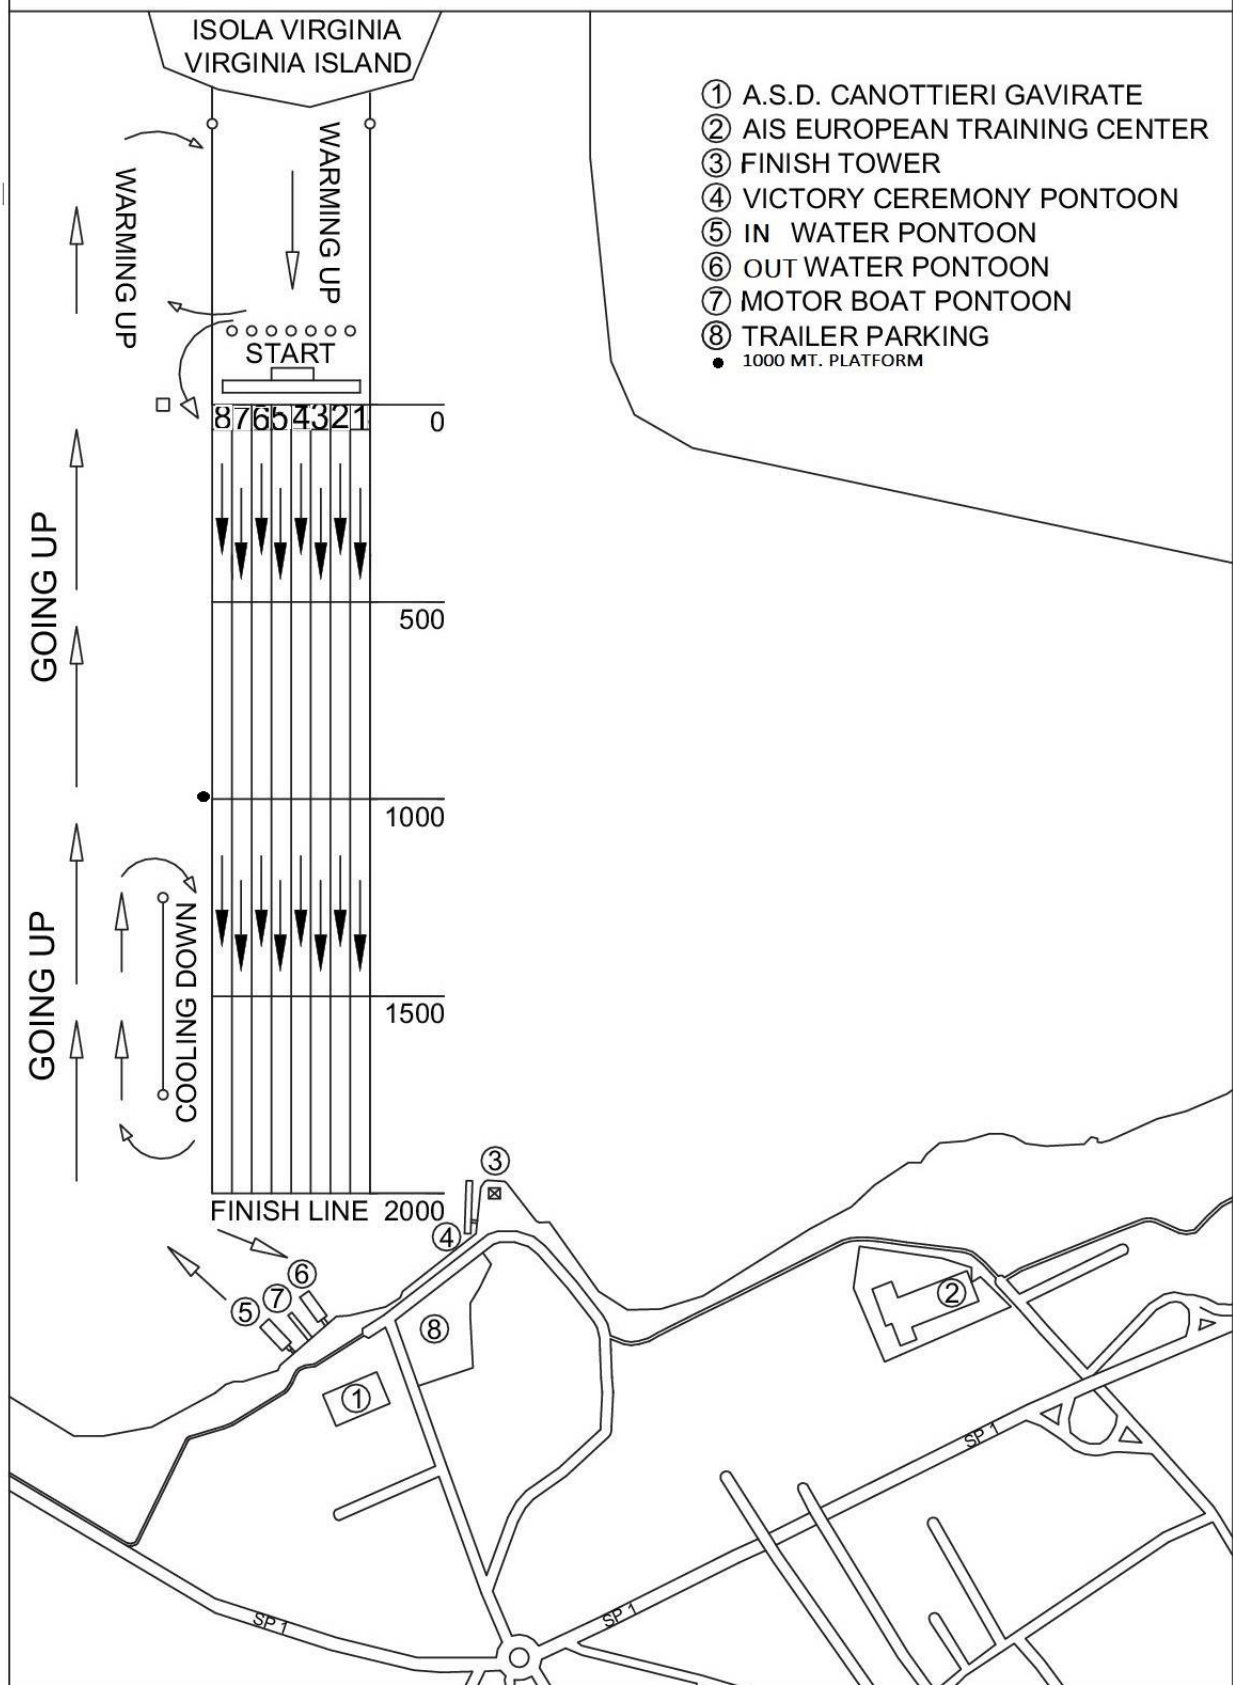 ISOLA VIRGINIA
VIRGINIA ISLAND
① A.S.D. CANOTTIERI GAVIRATE
② AIS EUROPEAN TRAINING CENTER
③ FINISH TOWER
④ VICTORY CEREMONY PONTOON
⑤ IN WATER PONTOON
⑥ OUT WATER PONTOON
⑦ MOTOR BOAT PONTOON
⑧ TRAILER PARKING
● 1000 MT. PLATFORM
WARMING UP
WARMING UP
START
8 7 6 5 4 3 2 1
0
GOING UP
500
1000
GOING UP
COOLING DOWN
1500
FINISH LINE 2000
③
④
⑥
⑤
⑦
⑧
②
①
SP 1
SP 1
SP 1